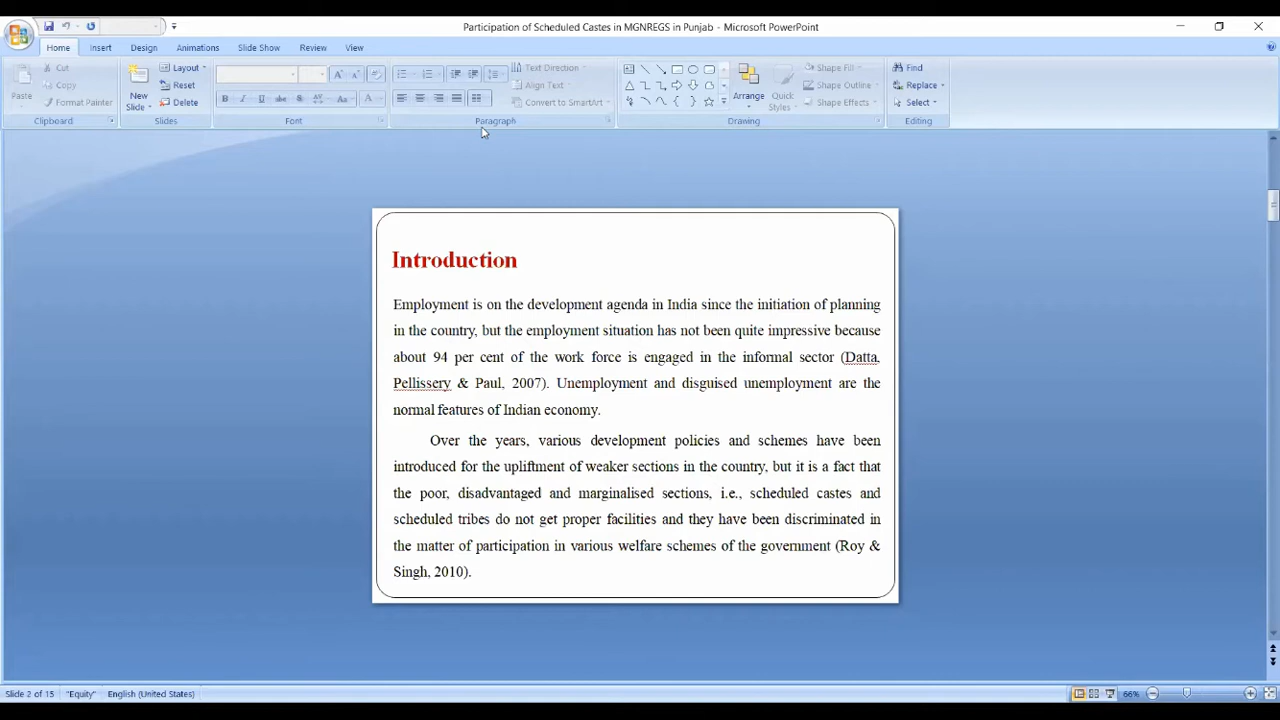 Participation of Scheduled Castes in MGNREGS in Punjab - Microsoft PowerPoint
Home Insert Design Animations Slide Show Review View
Paste
Cut
Copy
Format Painter
Clipboard
New Slide
Layout
Reset
Delete
Slides
Font
Paragraph
Text Direction
Align Text
Convert to SmartArt
Arrange
Quick Styles
Shape Fill
Shape Outline
Shape Effects
Drawing
Find
Replace
Select
Editing
Introduction
Employment is on the development agenda in India since the initiation of planning
in the country, but the employment situation has not been quite impressive because
about 94 per cent of the work force is engaged in the informal sector (Datta,
Pellissery & Paul, 2007). Unemployment and disguised unemployment are the
normal features of Indian economy.
Over the years, various development policies and schemes have been
introduced for the upliftment of weaker sections in the country, but it is a fact that
the poor, disadvantaged and marginalised sections, i.e., scheduled castes and
scheduled tribes do not get proper facilities and they have been discriminated in
the matter of participation in various welfare schemes of the government (Roy &
Singh, 2010).
Slide 2 of 15 "Equity" English (United States) 66%